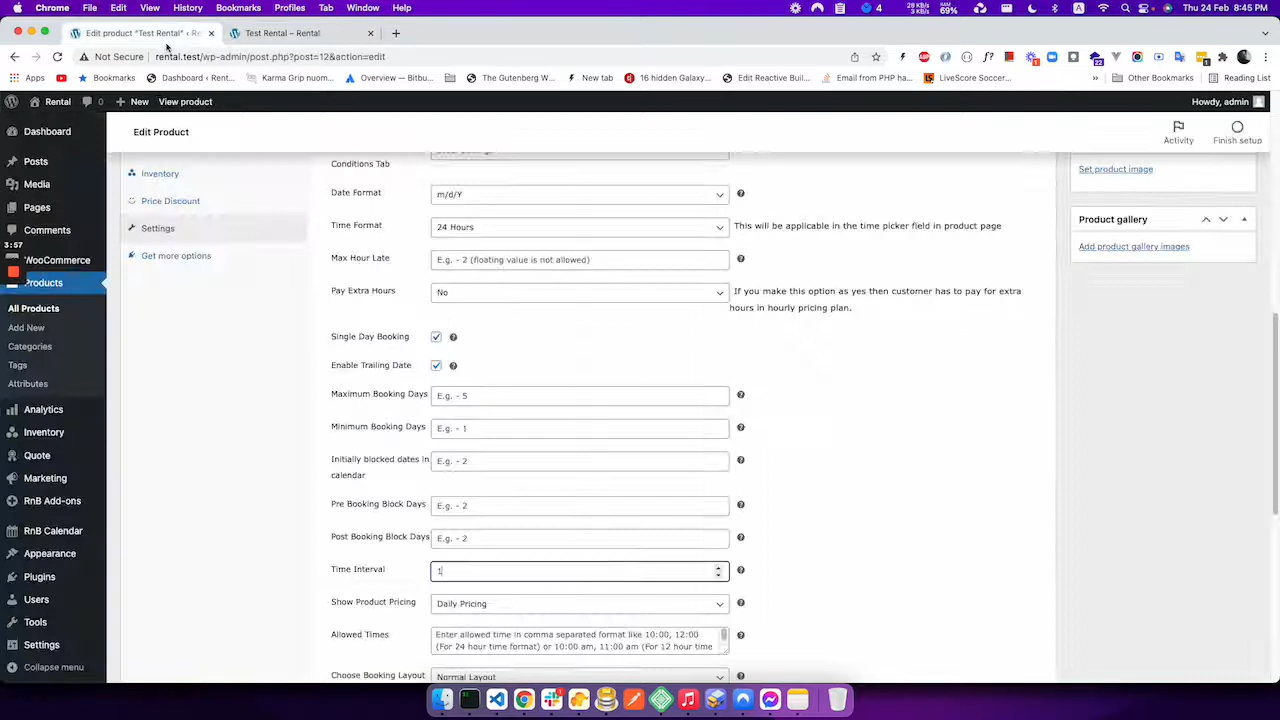 Chrome File Edit View History Bookmarks Profiles Tab Window Help
4 29 KB/ 3 KB/ SSD 69% A Thu 24 Feb 8:45 PM
Edit product "Test Rental" ‹ Re × Test Rental – Rental × +
Not Secure rental.test/wp-admin/post.php?post=12&action=edit
Apps Bookmarks Dashboard ‹ Rent... Karma Grip nuom... Overview — Bitbu... The Gutenberg W... New tab 16 hidden Galaxy... Edit Reactive Buil... Email from PHP ha... LiveScore Soccer... » Other Bookmarks Reading List
Rental 0 + New View product Howdy, admin
Edit Product
Activity
Finish setup
Dashboard
Posts
Media
Pages
Comments
3:57
WooCommerce
Products
All Products
Add New
Categories
Tags
Attributes
Analytics
Inventory
Quote
Marketing
RnB Add-ons
RnB Calendar
Appearance
Plugins
Users
Tools
Settings
Collapse menu
Inventory
Price Discount
Settings
Get more options
Conditions Tab
Date Format m/d/Y
Time Format 24 Hours This will be applicable in the time picker field in product page
Max Hour Late E.g. - 2 (floating value is not allowed)
Pay Extra Hours No If you make this option as yes then customer has to pay for extra
hours in hourly pricing plan.
Single Day Booking
Enable Trailing Date
Maximum Booking Days E.g. - 5
Minimum Booking Days E.g. - 1
Initially blocked dates in
calendar
E.g. - 2
Pre Booking Block Days E.g. - 2
Post Booking Block Days E.g. - 2
Time Interval 1
Show Product Pricing Daily Pricing
Allowed Times Enter allowed time in comma separated format like 10:00, 12:00
(For 24 hour time format) or 10:00 am, 11:00 am (For 12 hour time
Choose Booking Layout Normal Layout
Set product image
Product gallery
Add product gallery images